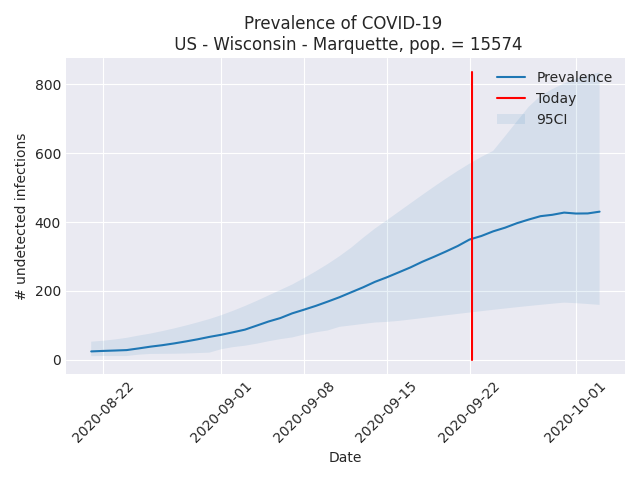 Prevalence of COVID-19
US - Wisconsin - Marquette, pop. = 15574
Prevalence
Today
95CI
800
600
400
200
0
# undetected infections
2020-08-22
2020-09-01
2020-09-08
2020-09-15
2020-09-22
2020-10-01
Date